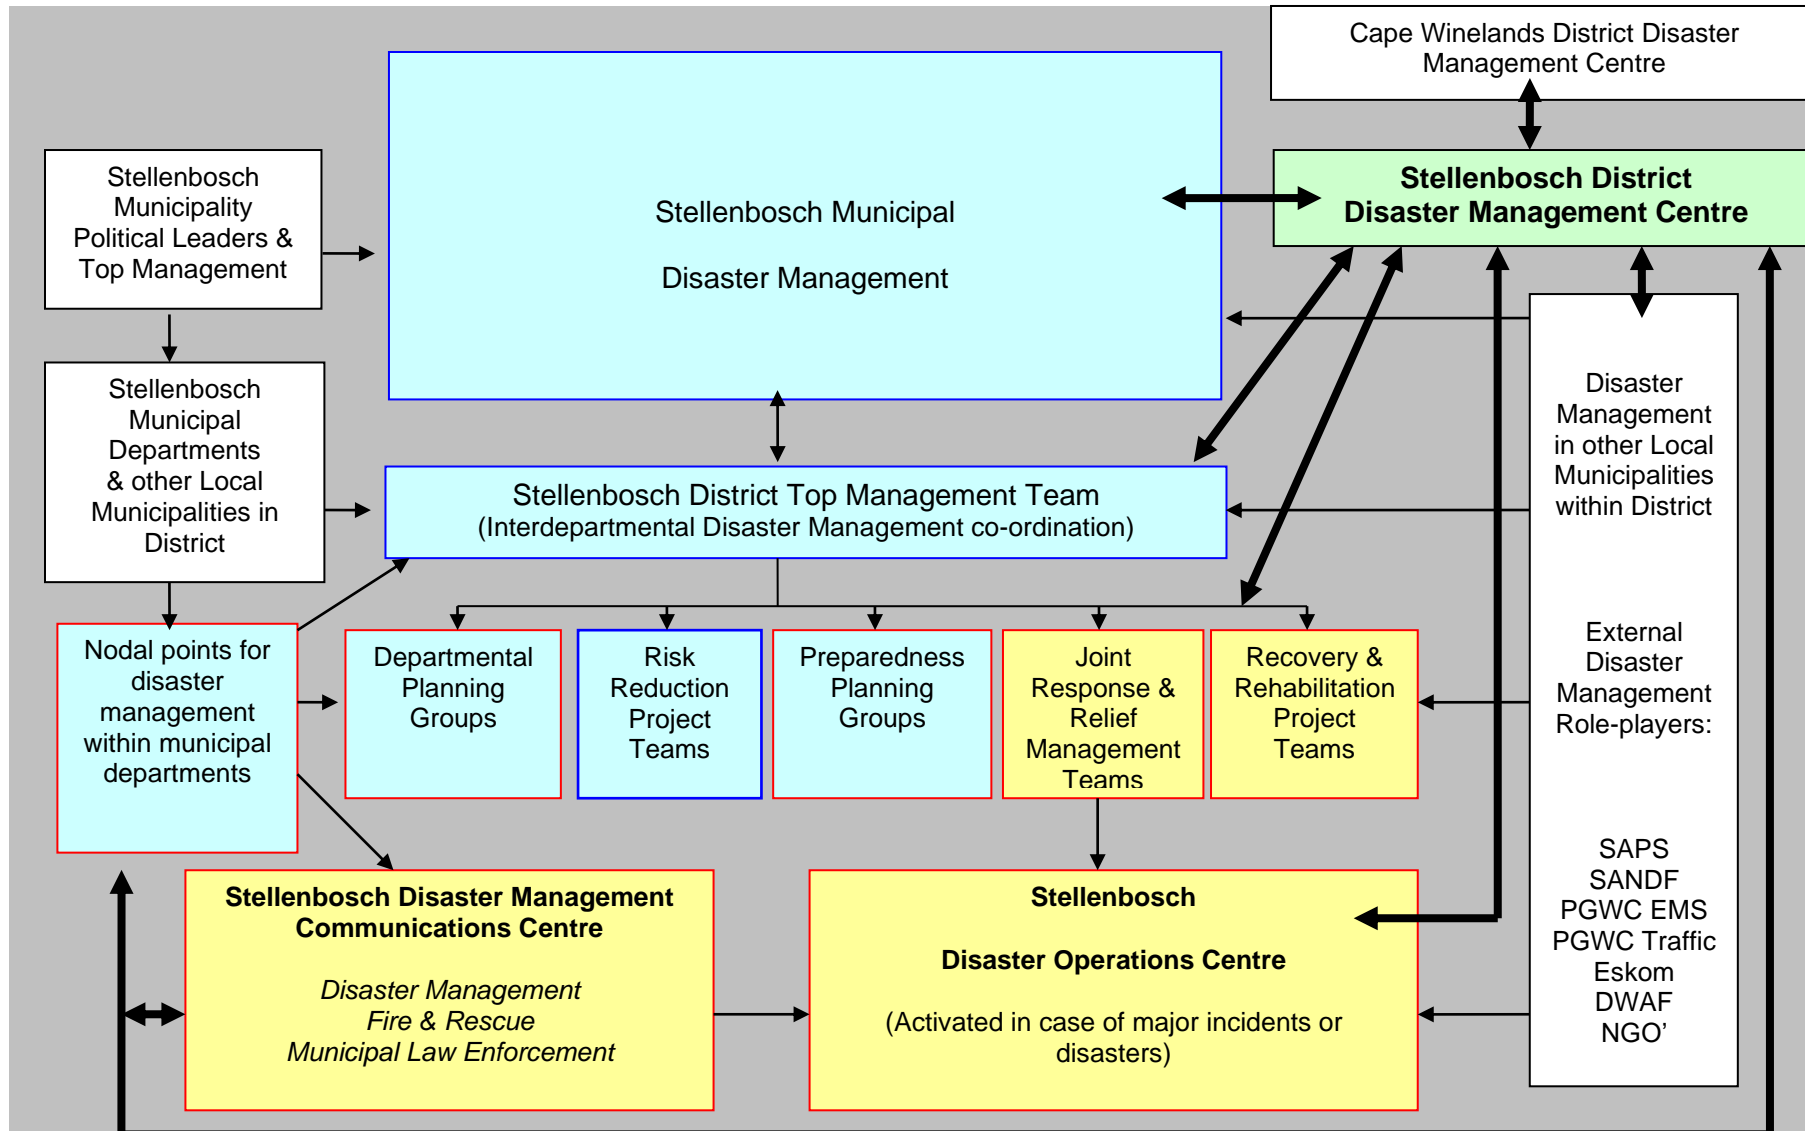 Cape Winelands District Disaster
Management Centre
Stellenbosch District
Disaster Management Centre
Stellenbosch Municipal
Disaster Management
Stellenbosch
Municipality
Political Leaders &
Top Management
Stellenbosch
Municipal
Departments
& other Local
Municipalities in
District
Stellenbosch District Top Management Team
(Interdepartmental Disaster Management co-ordination)
Nodal points for
disaster
management
within municipal
departments
Departmental
Planning
Groups
Risk
Reduction
Project
Teams
Preparedness
Planning
Groups
Joint
Response &
Relief
Management
Teams
Recovery &
Rehabilitation
Project
Teams
Disaster
Management
in other Local
Municipalities
within District
External
Disaster
Management
Role-players:
SAPS
SANDF
PGWC EMS
PGWC Traffic
Eskom
DWAF
NGO’
Stellenbosch Disaster Management
Communications Centre
Disaster Management
Fire & Rescue
Municipal Law Enforcement
Stellenbosch
Disaster Operations Centre
(Activated in case of major incidents or
disasters)